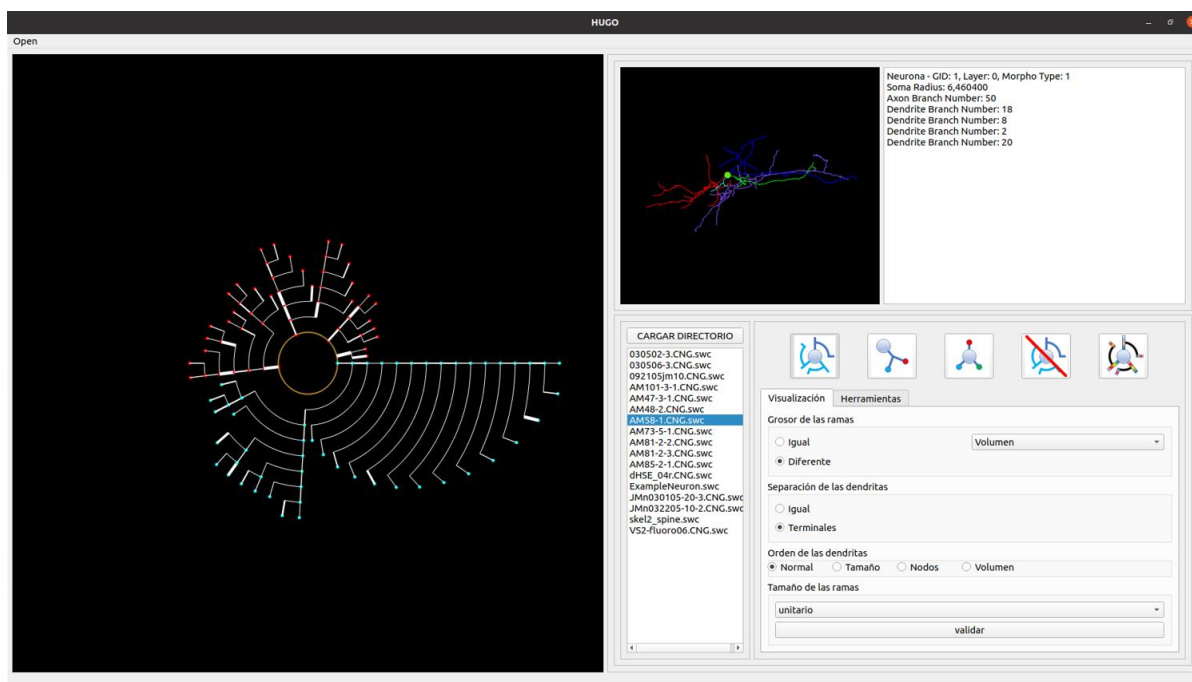 HUGO
Open
Neurona - GID: 1, Layer: 0, Morpho Type: 1
Soma Radius: 6,460400
Axon Branch Number: 50
Dendrite Branch Number: 18
Dendrite Branch Number: 8
Dendrite Branch Number: 2
Dendrite Branch Number: 20
CARGAR DIRECTORIO
030502-3.CNG.swc
030506-3.CNG.swc
092105jm10.CNG.swc
AM101-3-1.CNG.swc
AM47-3-1.CNG.swc
AM48-2.CNG.swc
AM58-1.CNG.swc
AM73-5-1.CNG.swc
AM81-2-2.CNG.swc
AM81-2-3.CNG.swc
AM85-2-1.CNG.swc
dHSE_04r.CNG.swc
ExampleNeuron.swc
JMn030105-20-3.CNG.swc
JMn032205-10-2.CNG.swc
skel2_spine.swc
VS2-fluoro06.CNG.swc
Visualización Herramientas
Grosor de las ramas
Igual Volumen
Diferente
Separación de las dendritas
Igual
Terminales
Orden de las dendritas
Normal Tamaño Nodos Volumen
Tamaño de las ramas
unitario
validar